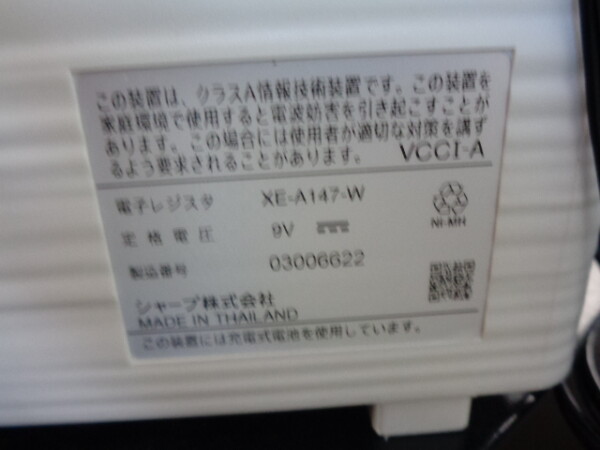 この装置は、クラスA情報技術装置です。この装置を
家庭環境で使用すると電波妨害を引き起こすことが
あります。この場合には使用者が適切な対策を講ず
るよう要求されることがあります。 VCCI-A
電子レジスタ XE-A147-W
定格電圧 9V
Ni-MH
製造番号 03006622
シャープ株式会社
MADE IN THAILAND
この装置には充電式電池を使用しています。